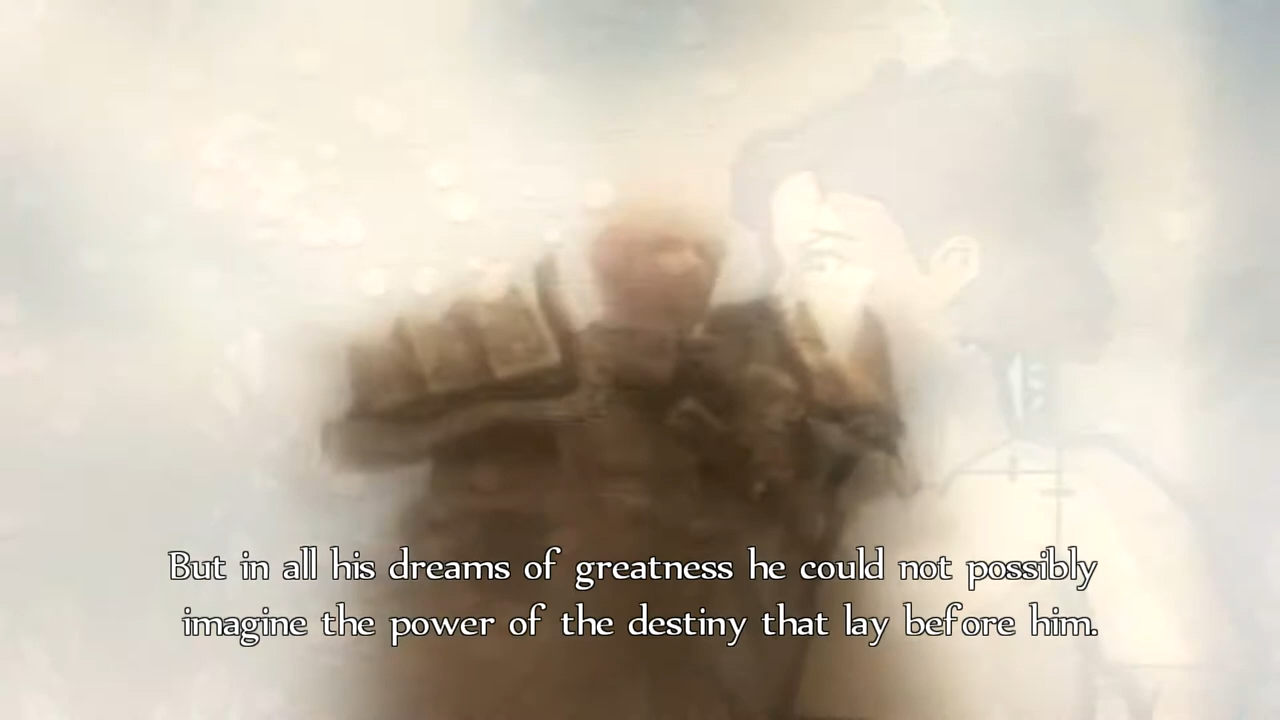 But in all his dreams of greatness he could not possibly
imagine the power of the destiny that lay before him.